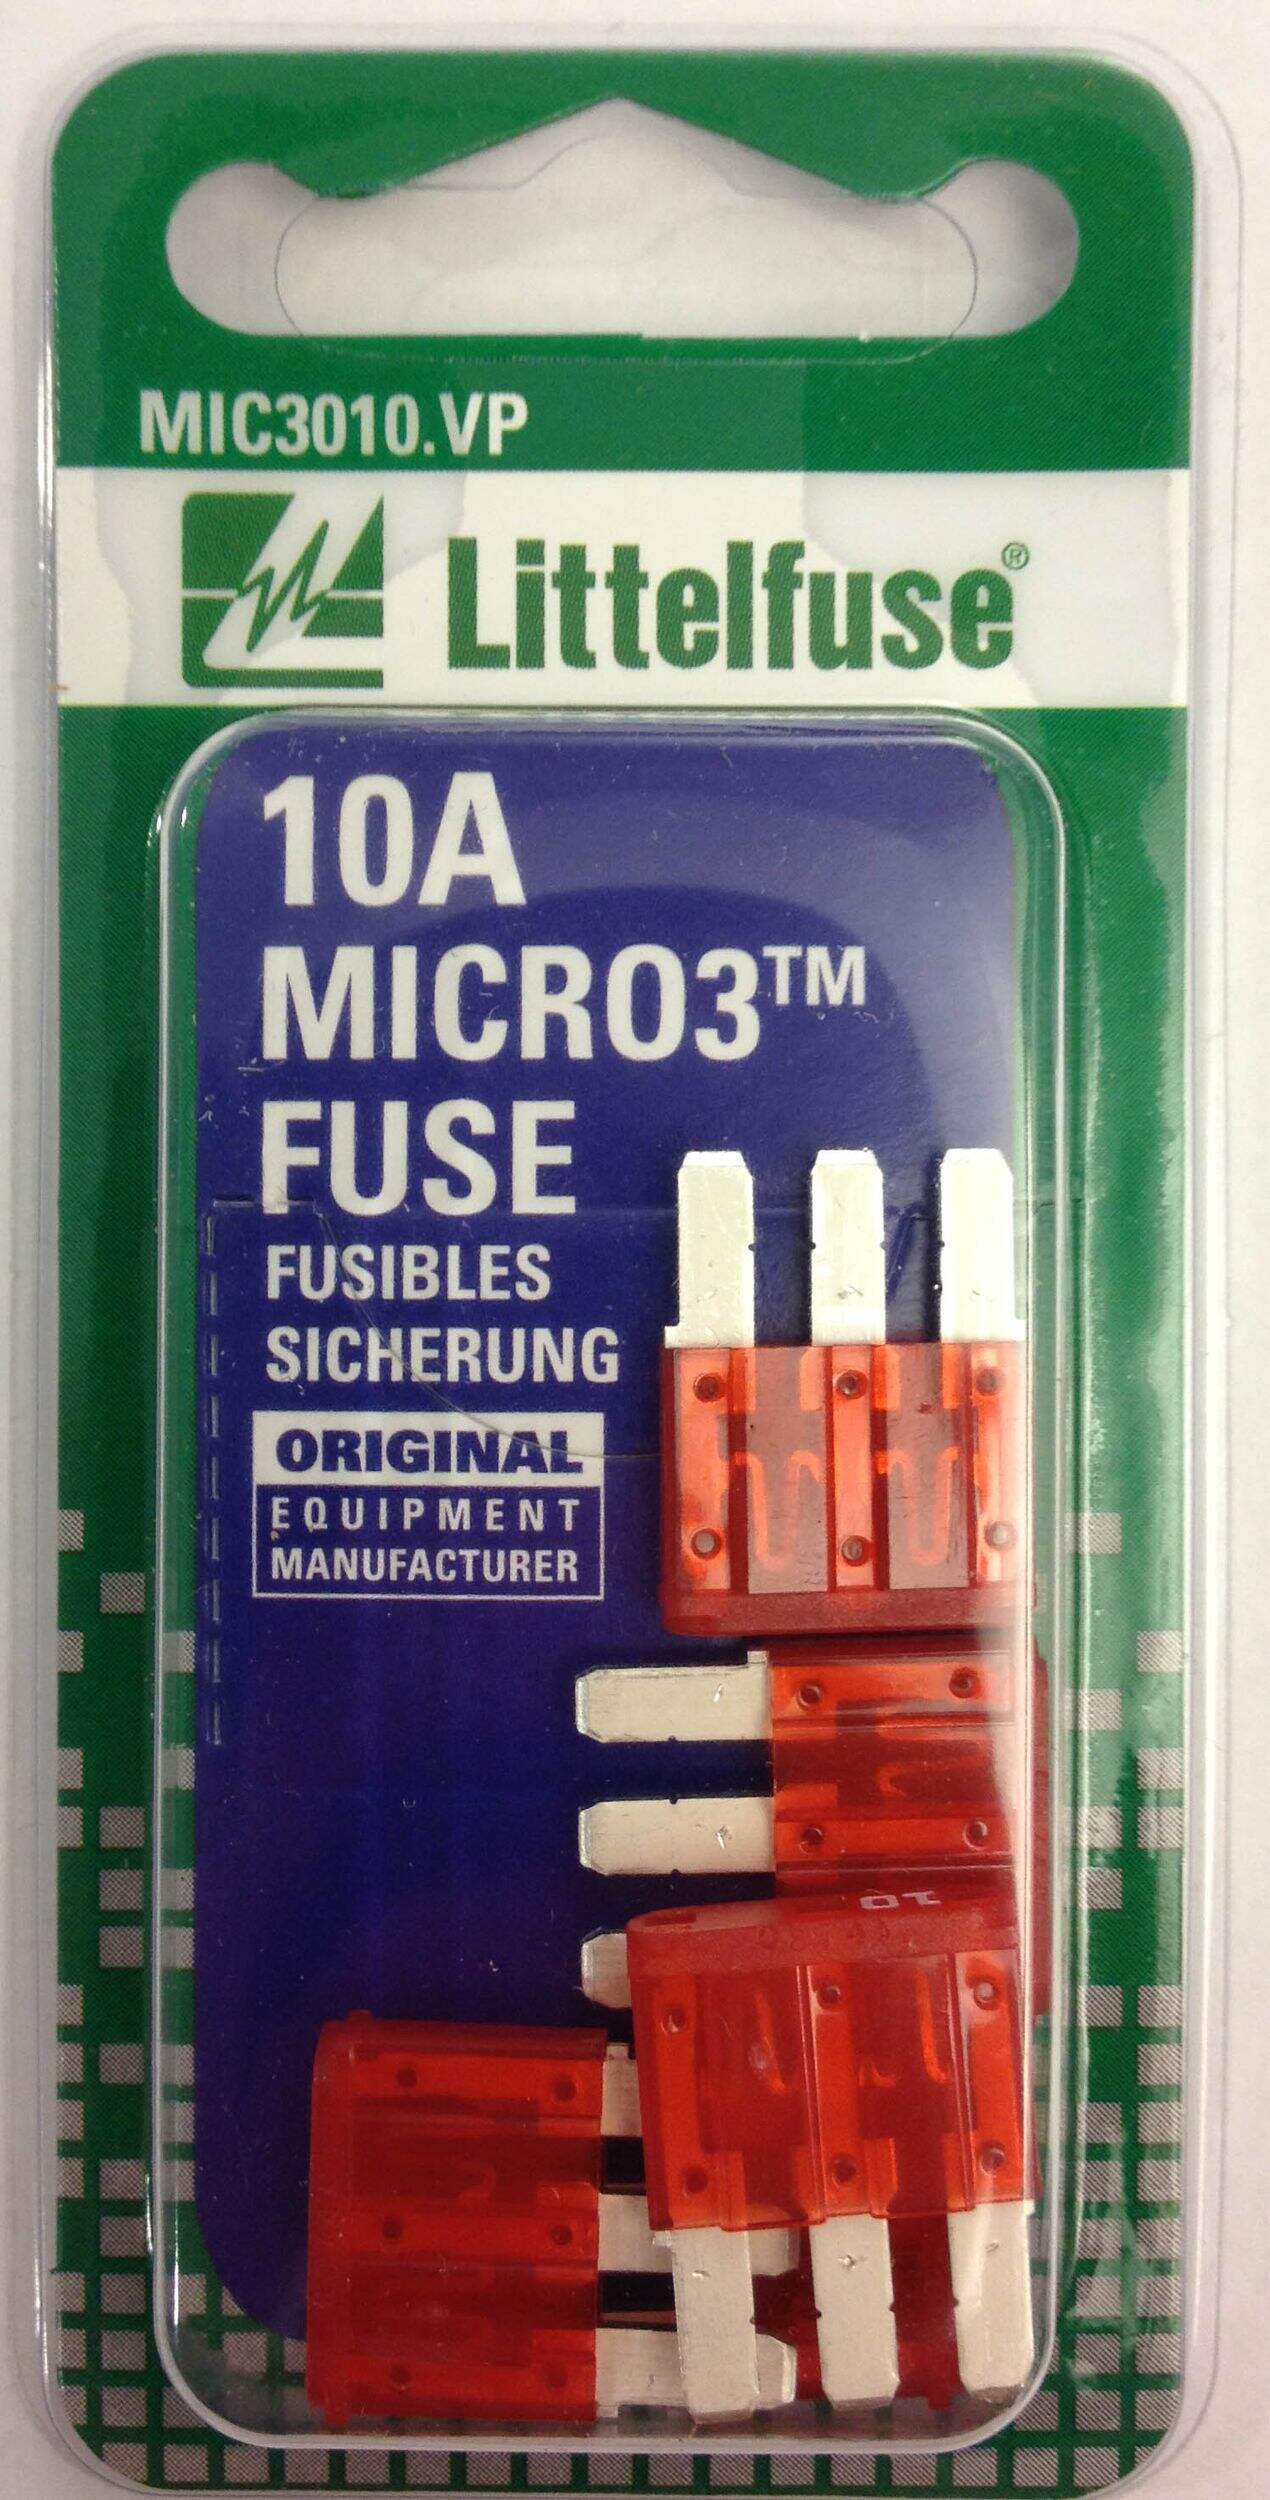 MIC3010.VP
Littelfuse®
10A
MICRO3™
FUSE
FUSIBLES
SICHERUNG
ORIGINAL
EQUIPMENT
MANUFACTURER
10